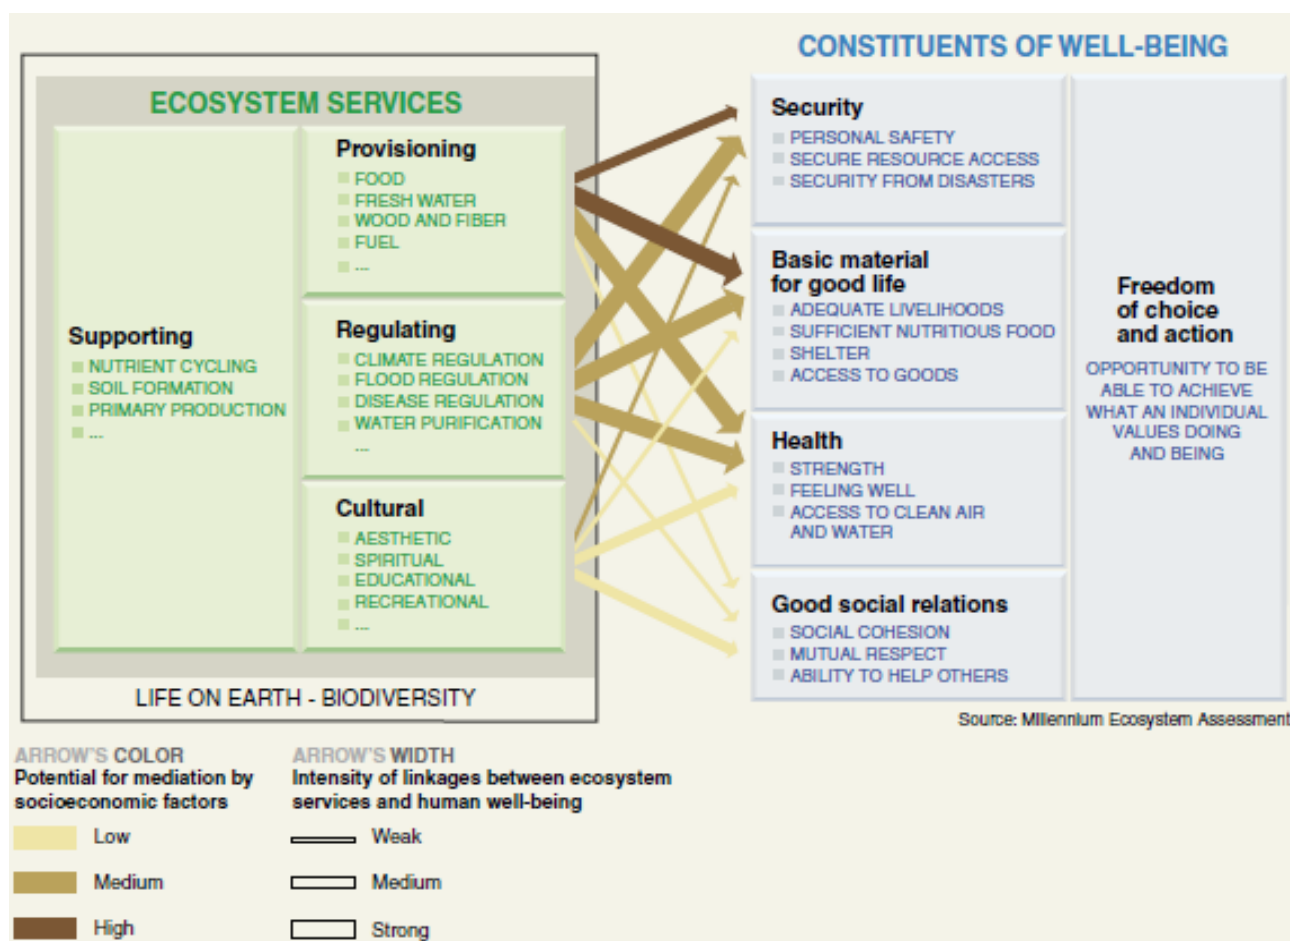 CONSTITUENTS OF WELL-BEING
ECOSYSTEM SERVICES
Supporting
NUTRIENT CYCLING
SOIL FORMATION
PRIMARY PRODUCTION
...
Provisioning
FOOD
FRESH WATER
WOOD AND FIBER
FUEL
...
Regulating
CLIMATE REGULATION
FLOOD REGULATION
DISEASE REGULATION
WATER PURIFICATION
...
Cultural
AESTHETIC
SPIRITUAL
EDUCATIONAL
RECREATIONAL
...
LIFE ON EARTH - BIODIVERSITY
Security
PERSONAL SAFETY
SECURE RESOURCE ACCESS
SECURITY FROM DISASTERS
Basic material
for good life
ADEQUATE LIVELIHOODS
SUFFICIENT NUTRITIOUS FOOD
SHELTER
ACCESS TO GOODS
Health
STRENGTH
FEELING WELL
ACCESS TO CLEAN AIR
AND WATER
Good social relations
SOCIAL COHESION
MUTUAL RESPECT
ABILITY TO HELP OTHERS
Freedom
of choice
and action
OPPORTUNITY TO BE
ABLE TO ACHIEVE
WHAT AN INDIVIDUAL
VALUES DOING
AND BEING
Source: Millennium Ecosystem Assessment
ARROW'S COLOR
Potential for mediation by
socioeconomic factors
Low
Medium
High
ARROW'S WIDTH
Intensity of linkages between ecosystem
services and human well-being
Weak
Medium
Strong